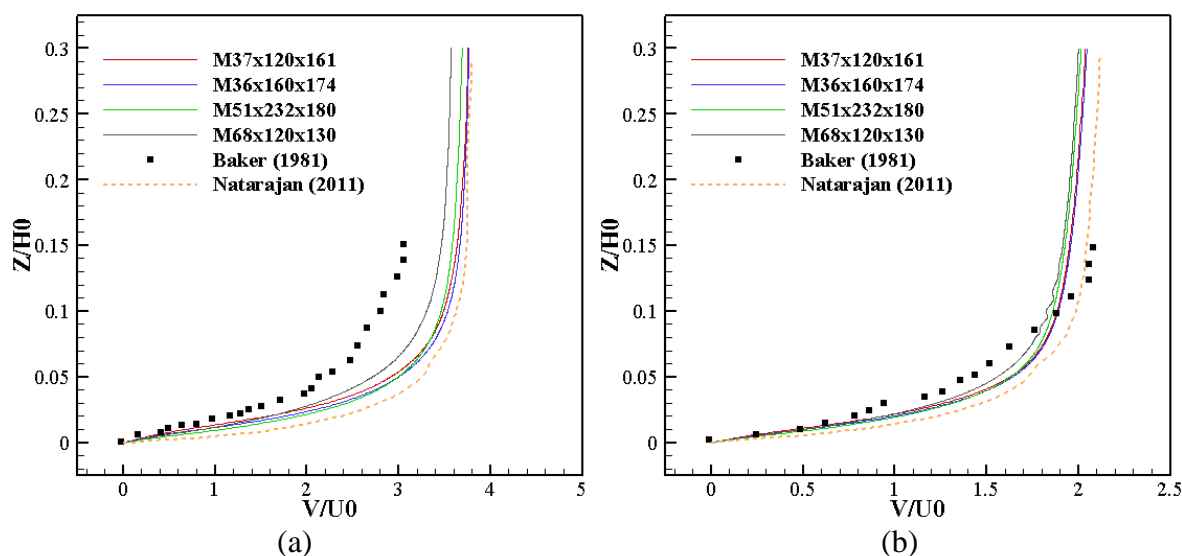 0.3
0.25
0.2
0.15
0.1
0.05
0
Z/H0
M37x120x161
M36x160x174
M51x232x180
M68x120x130
Baker (1981)
Natarajan (2011)
0 1 2 3 4 5
V/U0
(a)
0.3
0.25
0.2
0.15
0.1
0.05
0
Z/H0
M37x120x161
M36x160x174
M51x232x180
M68x120x130
Baker (1981)
Natarajan (2011)
0 0.5 1 1.5 2 2.5
V/U0
(b)